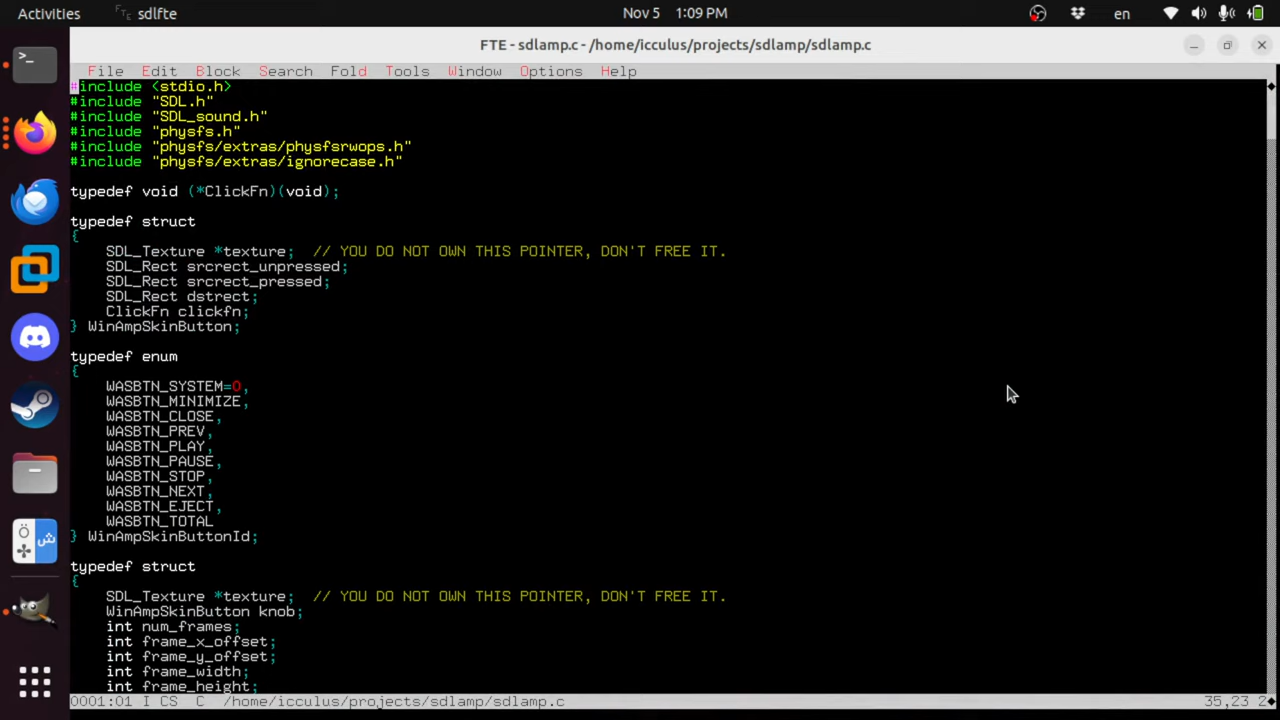 Activities
FTE sdlfte
Nov 5 1:09 PM
en
FTE - sdlamp.c - /home/icculus/projects/sdlamp/sdlamp.c
File Edit Block Search Fold Tools Window Options Help
#include <stdio.h>
#include "SDL.h"
#include "SDL_sound.h"
#include "physfs.h"
#include "physfs/extras/physfsrwops.h"
#include "physfs/extras/ignorecase.h"
typedef void (*ClickFn)(void);
typedef struct
{
SDL_Texture *texture;  // YOU DO NOT OWN THIS POINTER, DON'T FREE IT.
SDL_Rect srcrect_unpressed;
SDL_Rect srcrect_pressed;
SDL_Rect dstrect;
ClickFn clickfn;
} WinAmpSkinButton;
typedef enum
{
WASBTN_SYSTEM=0,
WASBTN_MINIMIZE,
WASBTN_CLOSE,
WASBTN_PREV,
WASBTN_PLAY,
WASBTN_PAUSE,
WASBTN_STOP,
WASBTN_NEXT,
WASBTN_EJECT,
WASBTN_TOTAL
} WinAmpSkinButtonId;
typedef struct
{
SDL_Texture *texture;  // YOU DO NOT OWN THIS POINTER, DON'T FREE IT.
WinAmpSkinButton knob;
int num_frames;
int frame_x_offset;
int frame_y_offset;
int frame_width;
int frame_height;
0001:01 I CS  C  /home/icculus/projects/sdlamp/sdlamp.c 35,23 2
Ö ش